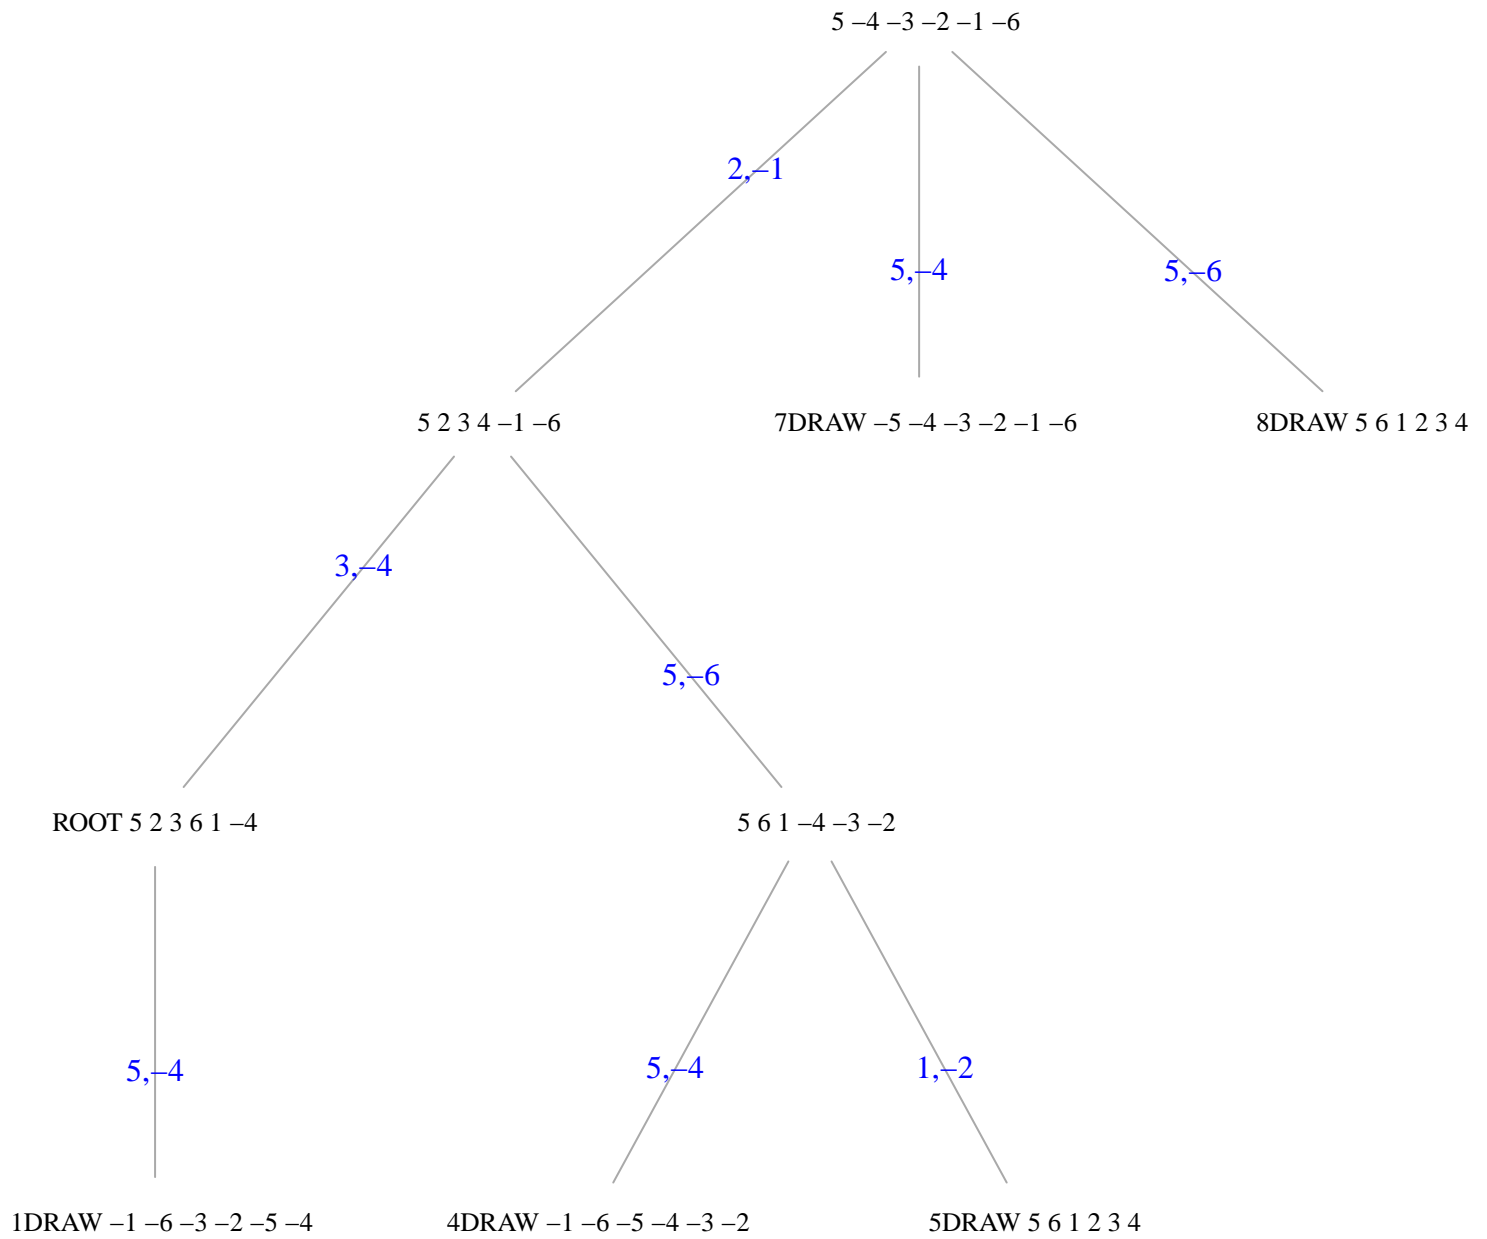 5 –4 –3 –2 –1 –6
2,–1
5,–4
5,–6
5 2 3 4 –1 –6
7DRAW –5 –4 –3 –2 –1 –6
8DRAW 5 6 1 2 3 4
3,–4
5,–6
ROOT 5 2 3 6 1 –4
5 6 1 –4 –3 –2
5,–4
5,–4
1,–2
1DRAW –1 –6 –3 –2 –5 –4
4DRAW –1 –6 –5 –4 –3 –2
5DRAW 5 6 1 2 3 4